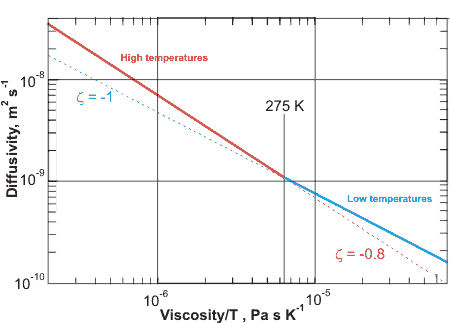 High temperatures
10⁻⁸
ζ = -1
275 K
Diffusivity, m² s⁻¹
10⁻⁹
Low temperatures
ζ = -0.8
10⁻¹⁰
10⁻⁶
10⁻⁵
Viscosity/T , Pa s K⁻¹